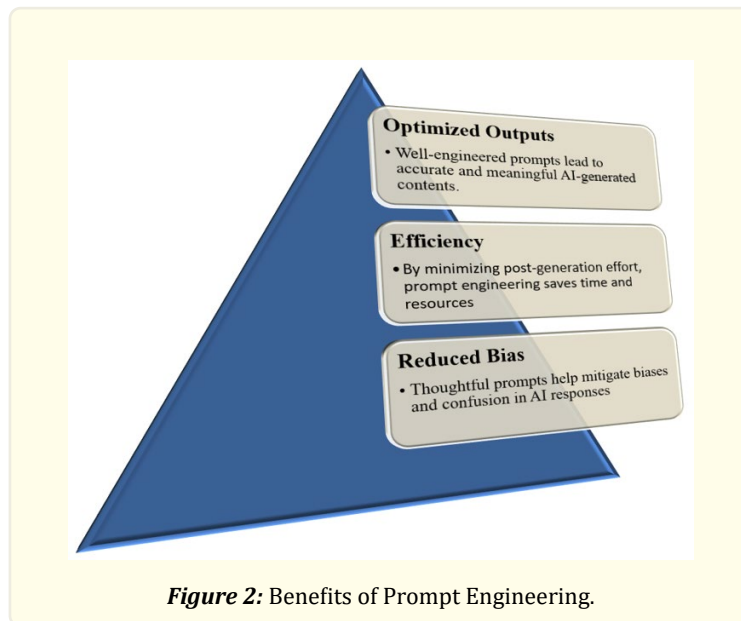 Optimized Outputs
• Well-engineered prompts lead to
accurate and meaningful AI-generated
contents.
Efficiency
• By minimizing post-generation effort,
prompt engineering saves time and
resources
Reduced Bias
• Thoughtful prompts help mitigate biases
and confusion in AI responses
Figure 2: Benefits of Prompt Engineering.